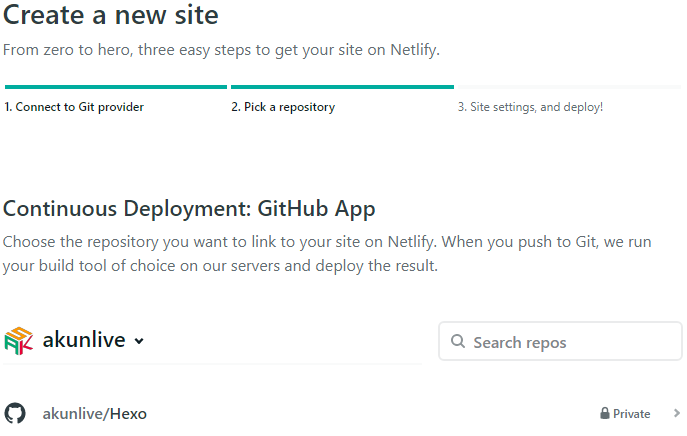 Create a new site
From zero to hero, three easy steps to get your site on Netlify.
1. Connect to Git provider
2. Pick a repository
3. Site settings, and deploy!
Continuous Deployment: GitHub App
Choose the repository you want to link to your site on Netlify. When you push to Git, we run
your build tool of choice on our servers and deploy the result.
akunlive
Search repos
akunlive/Hexo
Private